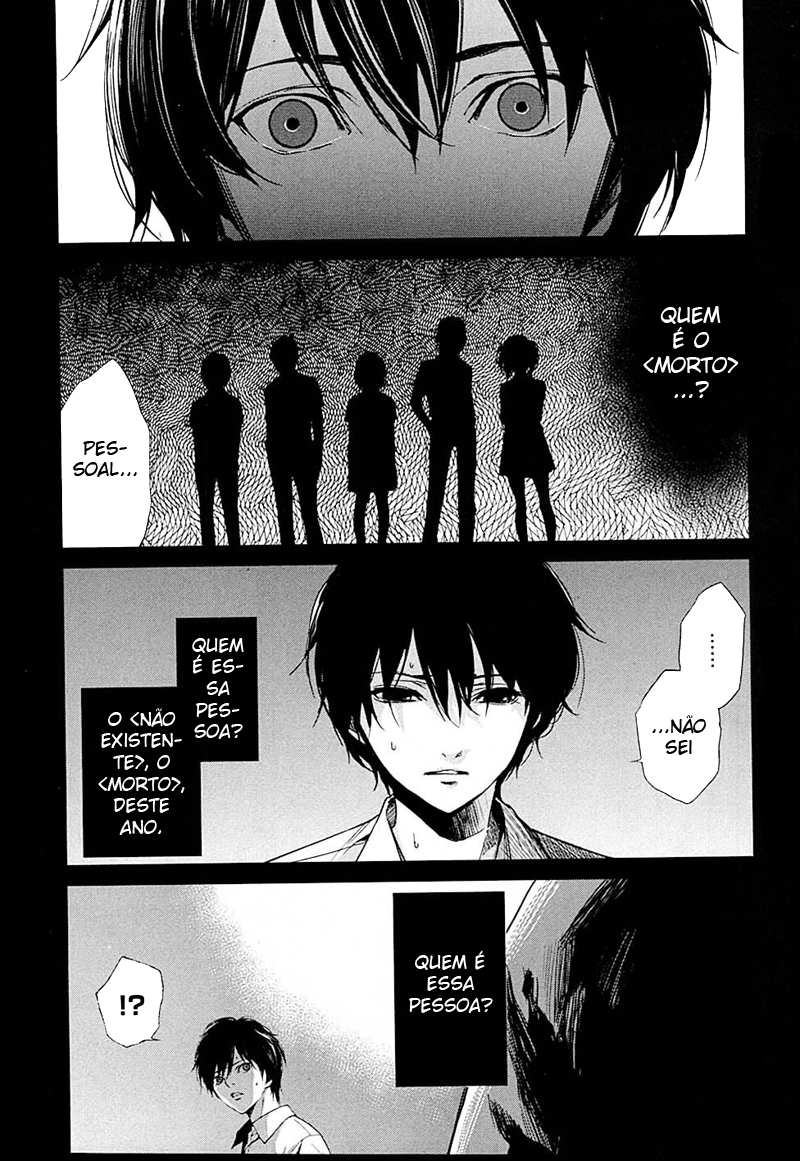 QUEM
É O
<MORTO>
...?
PES-
SOAL...
......
...NÃO
SEI
QUEM
É ES-
SA
PES-
SOA?
O <NÃO
EXISTEN-
TE>, O
<MORTO>,
DESTE
ANO.
QUEM É
ESSA
PESSOA?
!?